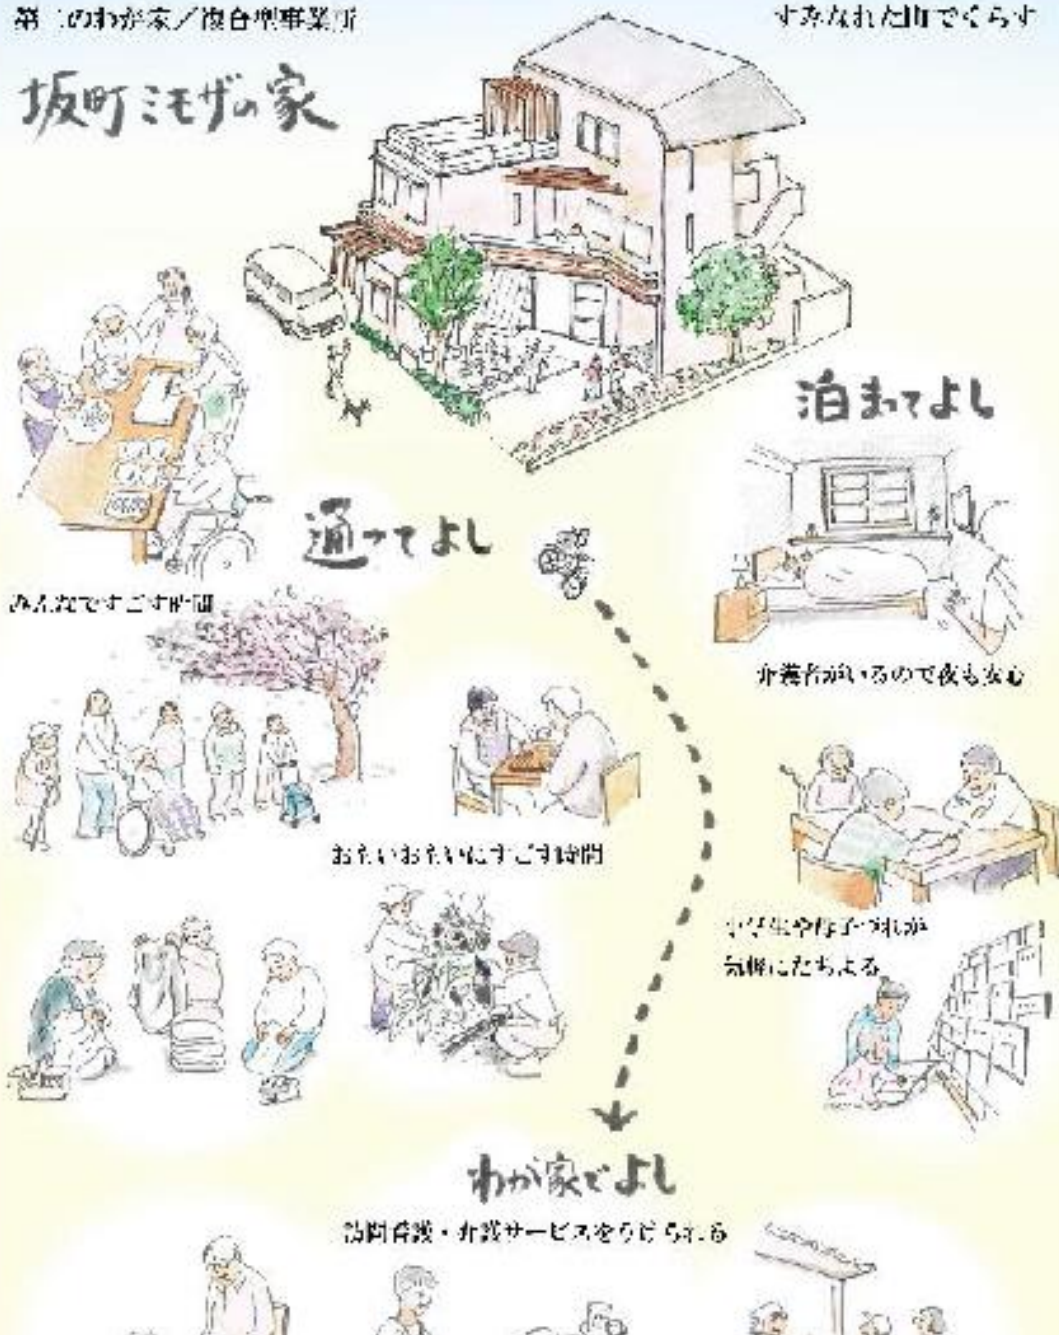 第二のわが家／複合型事業所
すみなれた町でくらす
坂町ミモザの家
泊まってよし
通ってよし
みんなですごす時間
介護者がいるので夜も安心
おもいおもいにすごす時間
小学生や母子づれが
気軽にたちよる
わが家でよし
訪問看護・介護サービスをうけられる